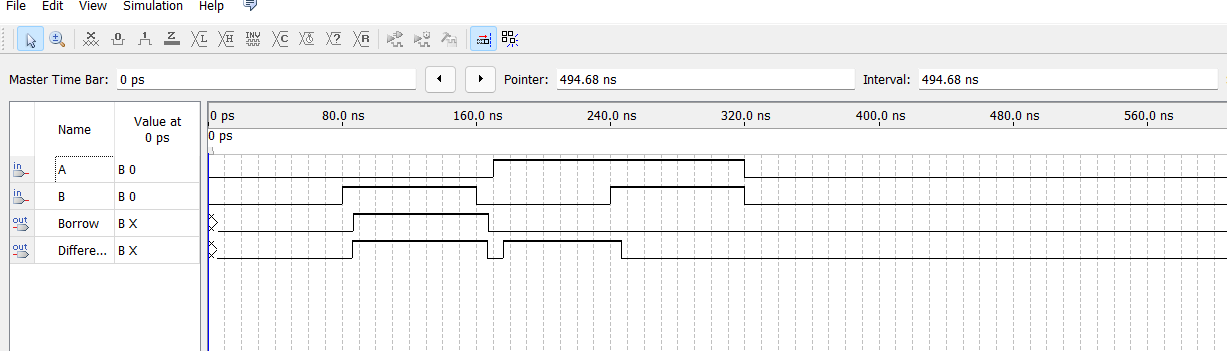 File Edit View Simulation Help
Master Time Bar: 0 ps Pointer: 494.68 ns Interval: 494.68 ns
Name Value at 0 ps
0 ps 80.0 ns 160.0 ns 240.0 ns 320.0 ns 400.0 ns 480.0 ns 560.0 ns
0 ps
in A B 0
in B B 0
out Borrow B X
out Differe... B X